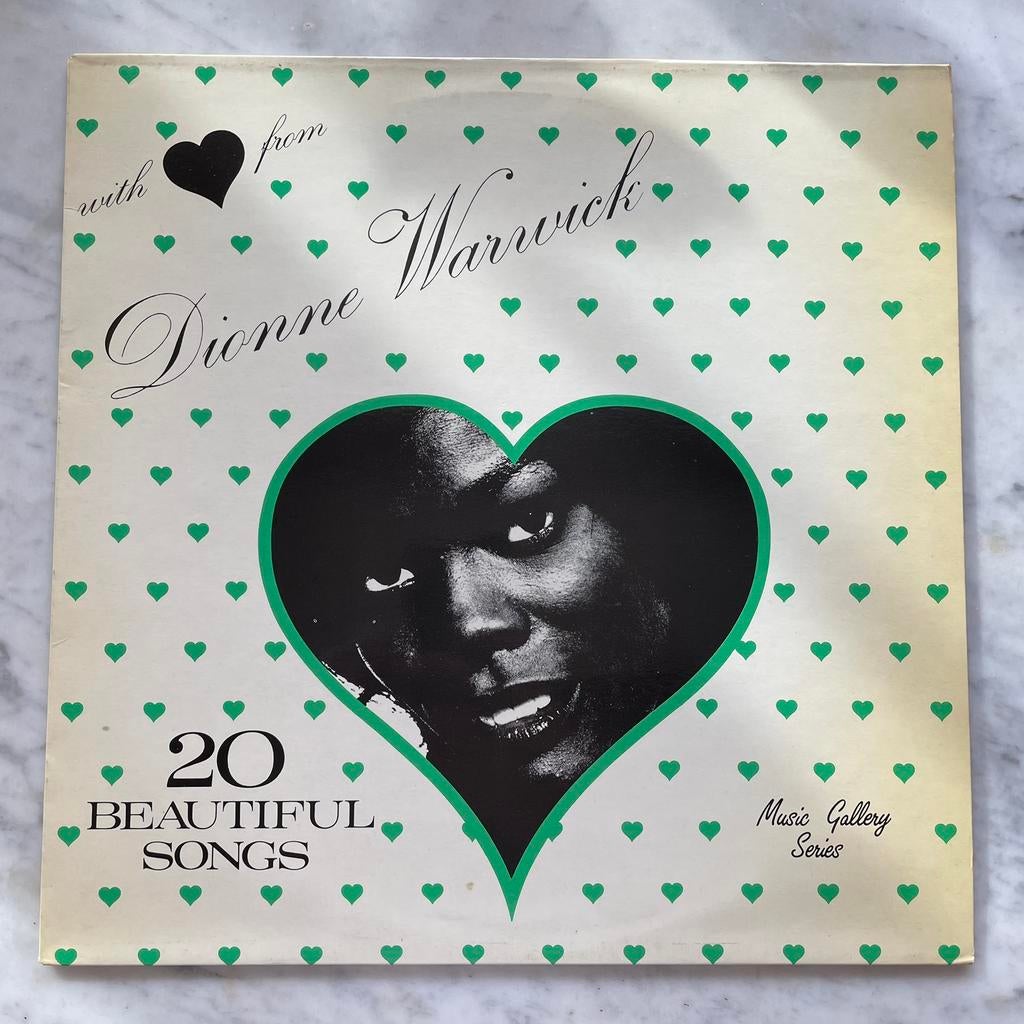 with from
Dionne Warwick
20
BEAUTIFUL
SONGS
Music Gallery
Series